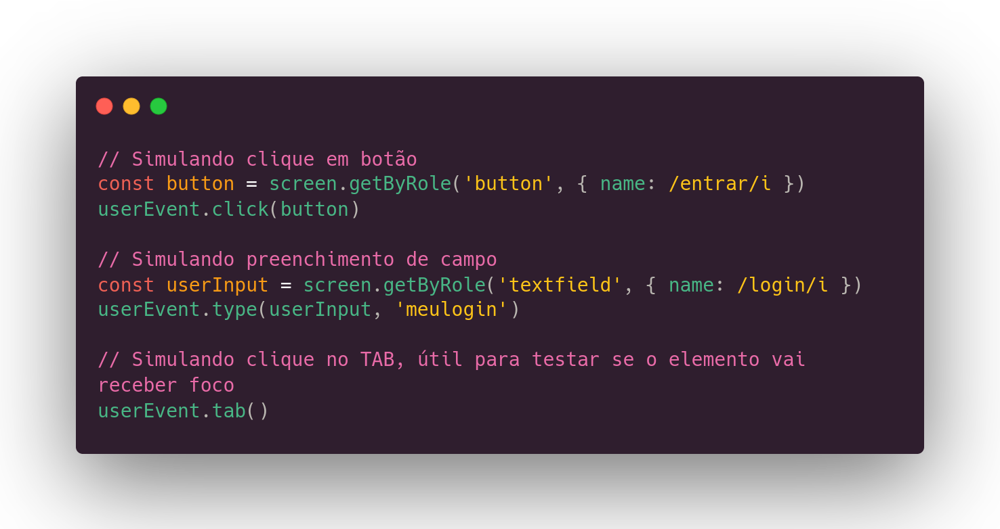 // Simulando clique em botão
const button = screen.getByRole('button', { name: /entrar/i })
userEvent.click(button)

// Simulando preenchimento de campo
const userInput = screen.getByRole('textfield', { name: /login/i })
userEvent.type(userInput, 'meulogin')

// Simulando clique no TAB, útil para testar se o elemento vai
receber foco
userEvent.tab()